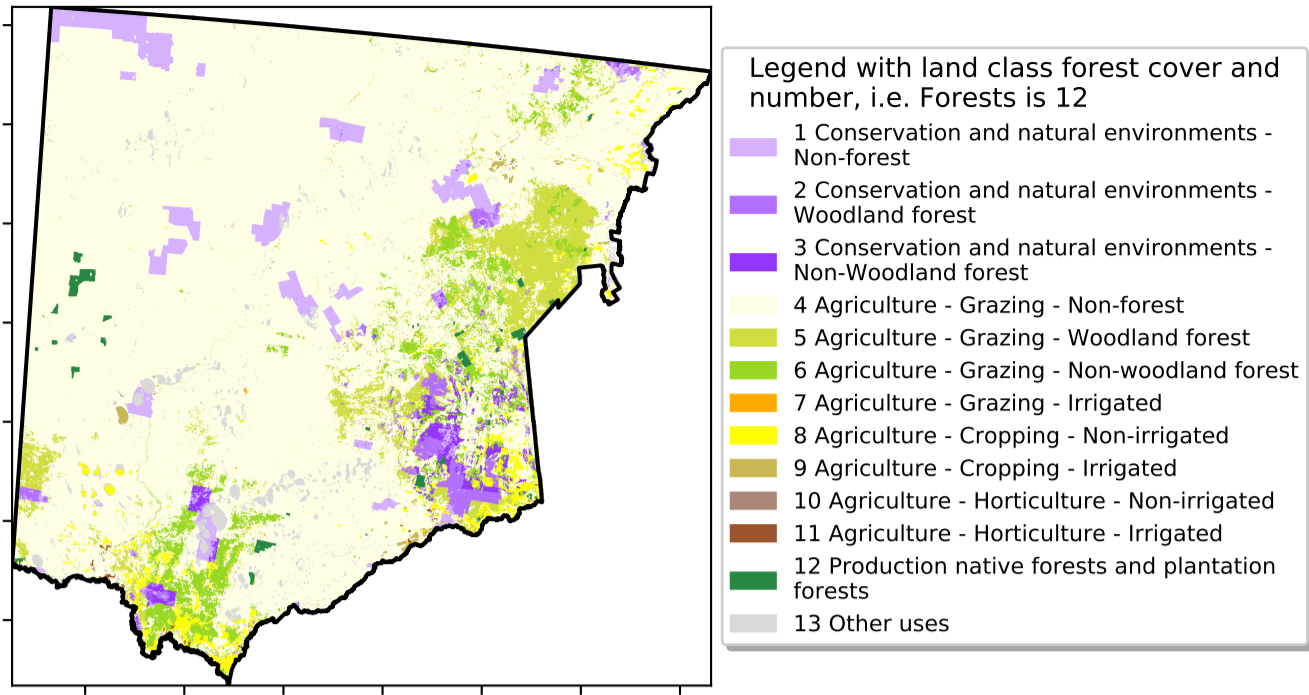 Legend with land class forest cover and
number, i.e. Forests is 12
1 Conservation and natural environments -
Non-forest
2 Conservation and natural environments -
Woodland forest
3 Conservation and natural environments -
Non-Woodland forest
4 Agriculture - Grazing - Non-forest
5 Agriculture - Grazing - Woodland forest
6 Agriculture - Grazing - Non-woodland forest
7 Agriculture - Grazing - Irrigated
8 Agriculture - Cropping - Non-irrigated
9 Agriculture - Cropping - Irrigated
10 Agriculture - Horticulture - Non-irrigated
11 Agriculture - Horticulture - Irrigated
12 Production native forests and plantation
forests
13 Other uses